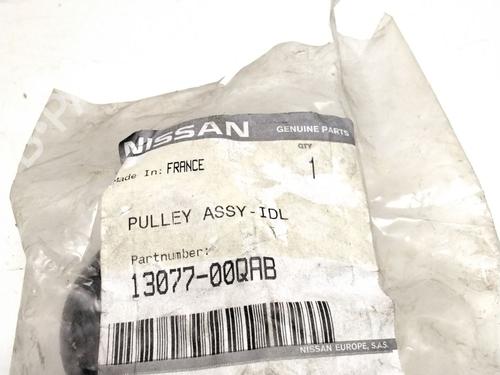 NISSAN
GENUINE PARTS
Made In: FRANCE
QTY
1
PULLEY ASSY-IDL
Partnumber:
13077-00QAB
NISSAN EUROPE, S.A.S.